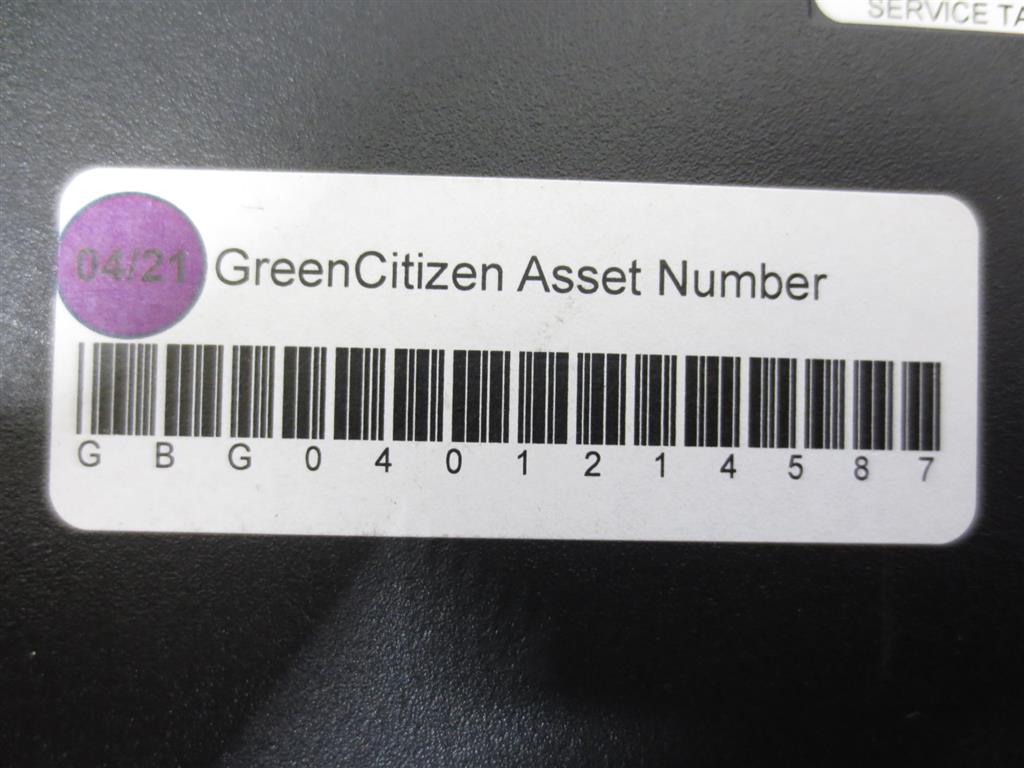 SERVICE TA
04/21 GreenCitizen Asset Number
G B G 0 4 0 1 2 1 4 5 8 7